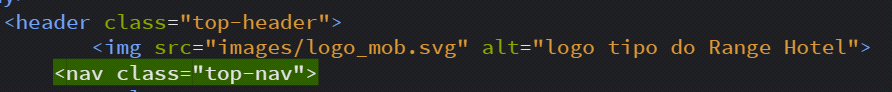 <header class="top-header">
<img src="images/logo_mob.svg" alt="logo tipo do Range Hotel">
<nav class="top-nav">